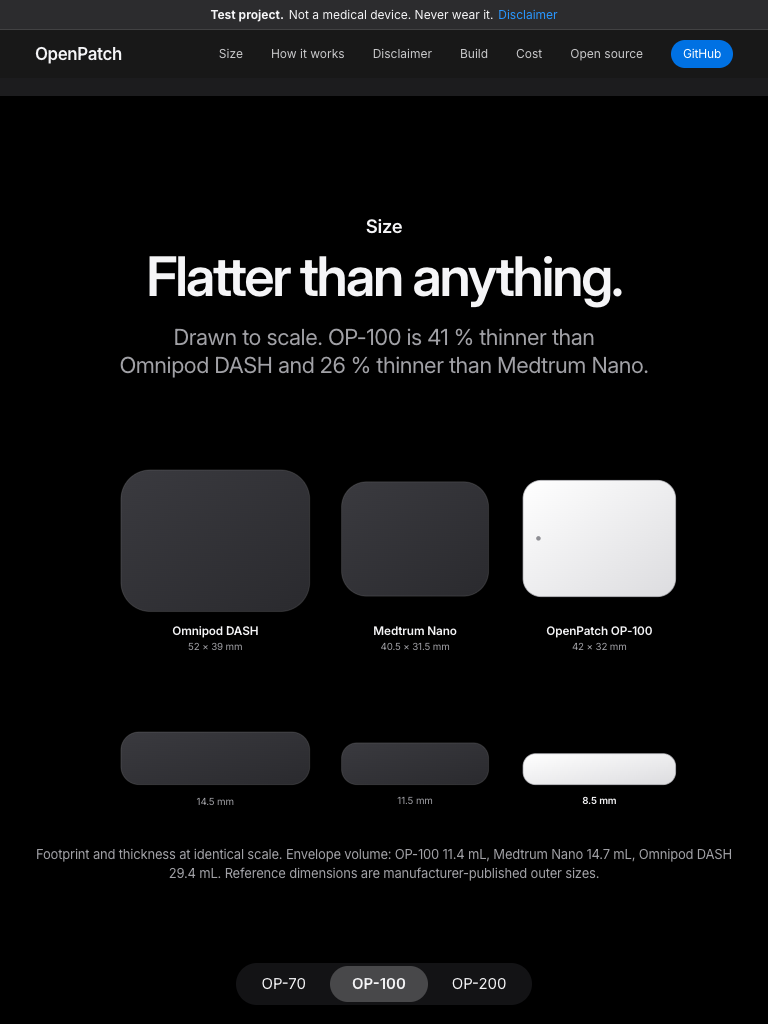 Test project. Not a medical device. Never wear it. Disclaimer
OpenPatch Size How it works Disclaimer Build Cost Open source GitHub
Size
Flatter than anything.
Drawn to scale. OP-100 is 41 % thinner than
Omnipod DASH and 26 % thinner than Medtrum Nano.
Omnipod DASH Medtrum Nano OpenPatch OP-100
52 × 39 mm 40.5 × 31.5 mm 42 × 32 mm
14.5 mm 11.5 mm 8.5 mm
Footprint and thickness at identical scale. Envelope volume: OP-100 11.4 mL, Medtrum Nano 14.7 mL, Omnipod DASH
29.4 mL. Reference dimensions are manufacturer-published outer sizes.
OP-70 OP-100 OP-200